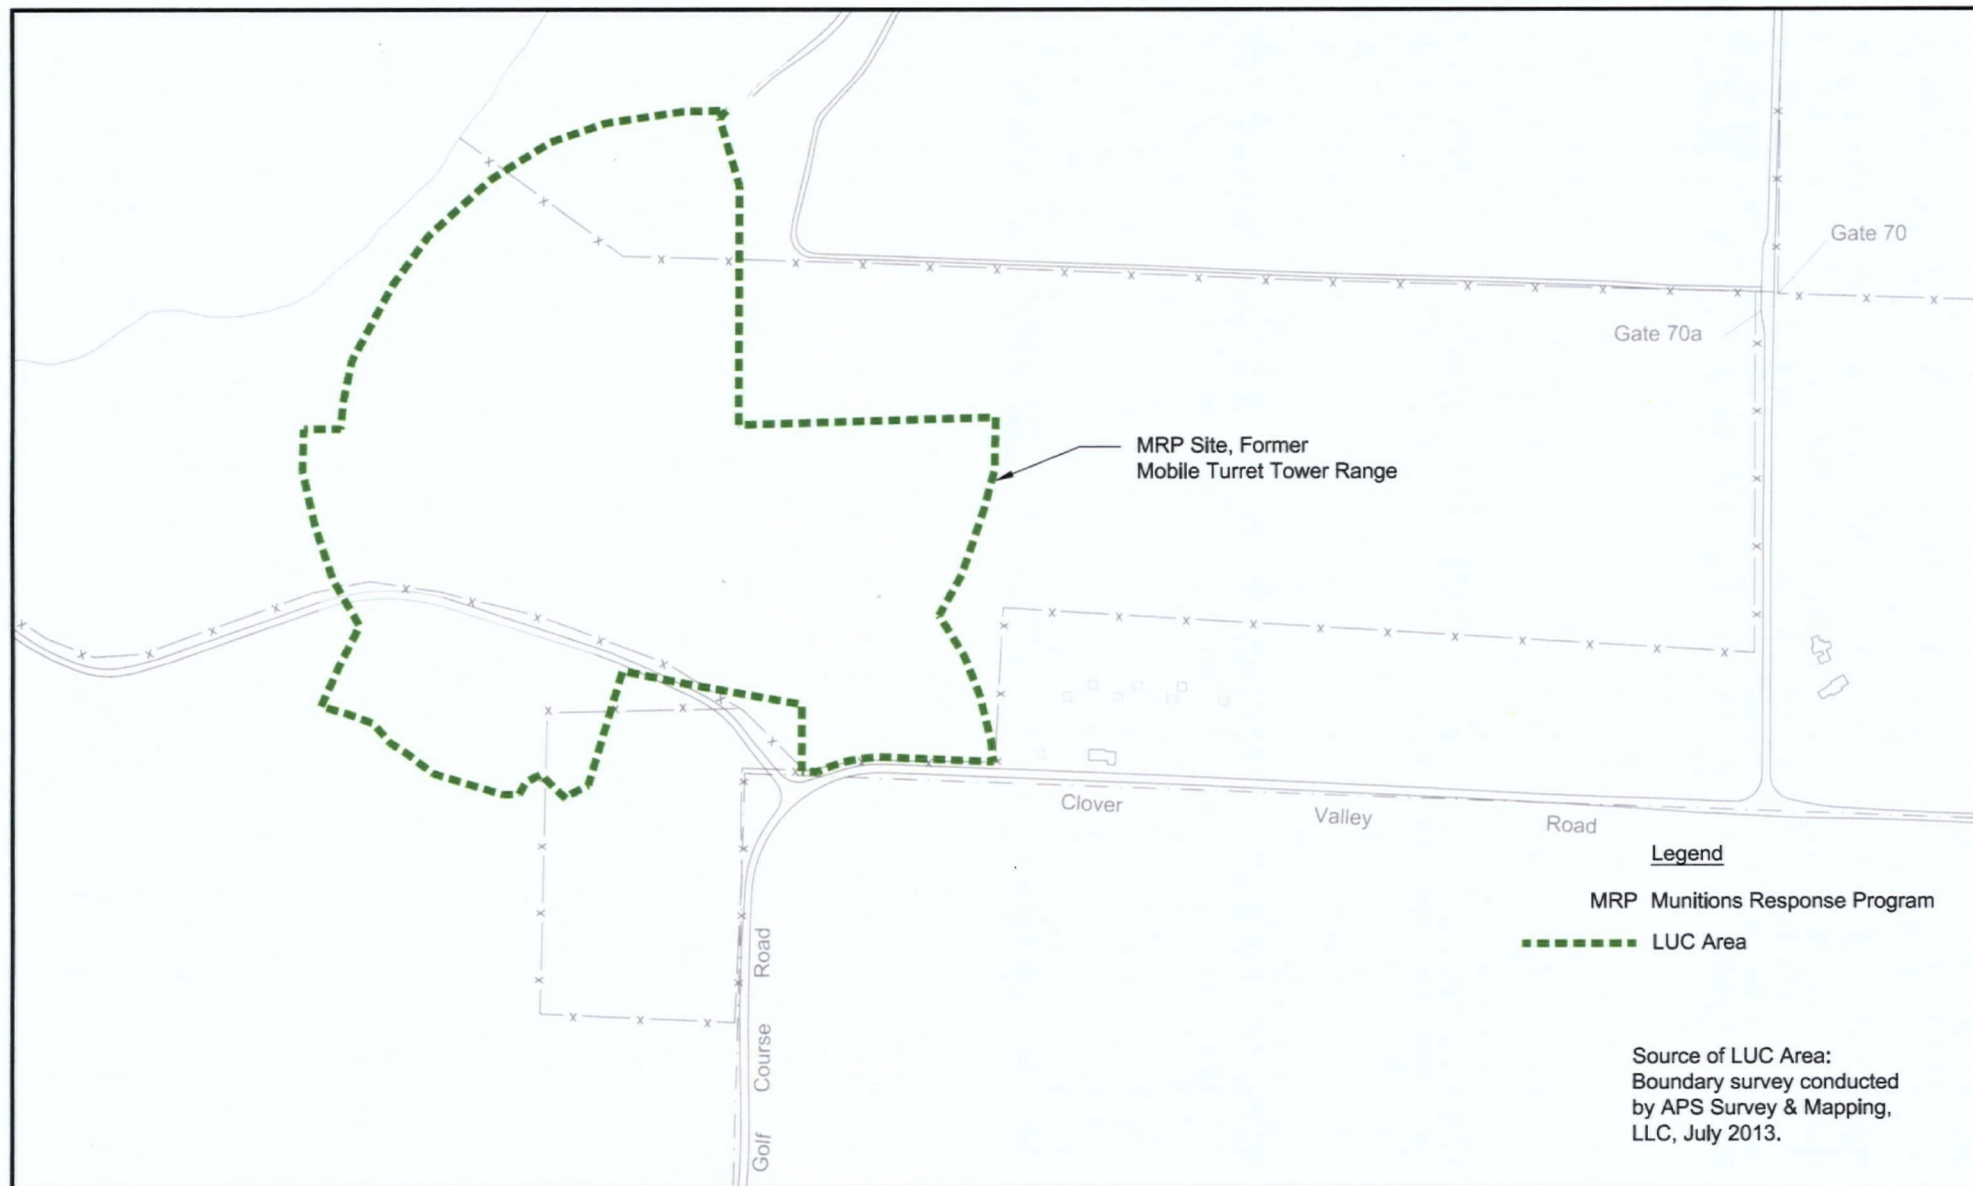 Gate 70
Gate 70a
MRP Site, Former
Mobile Turret Tower Range
Clover Valley Road
Golf Course Road
Legend
MRP Munitions Response Program
LUC Area
Source of LUC Area:
Boundary survey conducted
by APS Survey & Mapping,
LLC, July 2013.